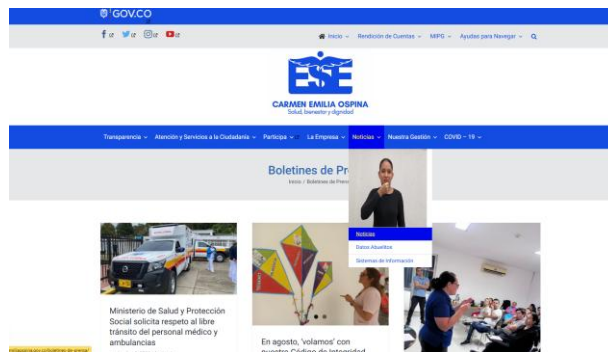 GOV.CO
Inicio Rendición de Cuentas MIPG Ayudas para Navegar
ESE
CARMEN EMILIA OSPINA
Salud, bienestar y dignidad
Transparencia Atención y Servicios a la Ciudadanía Participa La Empresa Noticias Nuestra Gestión COVID – 19
Boletines de Pr
Inicio / Boletines de Prens
Noticias
Datos Abiertos
Sistemas de Información
Ministerio de Salud y Protección
Social solicita respeto al libre
tránsito del personal médico y
ambulancias
En agosto, 'volamos' con
nuestro Código de Integridad